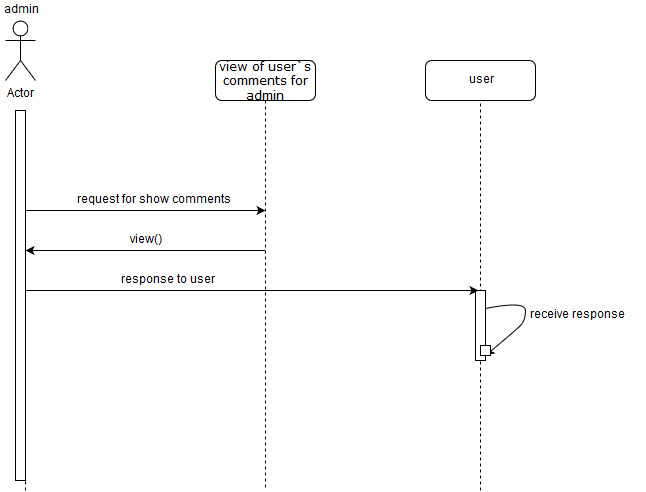 admin
Actor
view of user`s
comments for
admin
user
request for show comments
view()
response to user
receive response